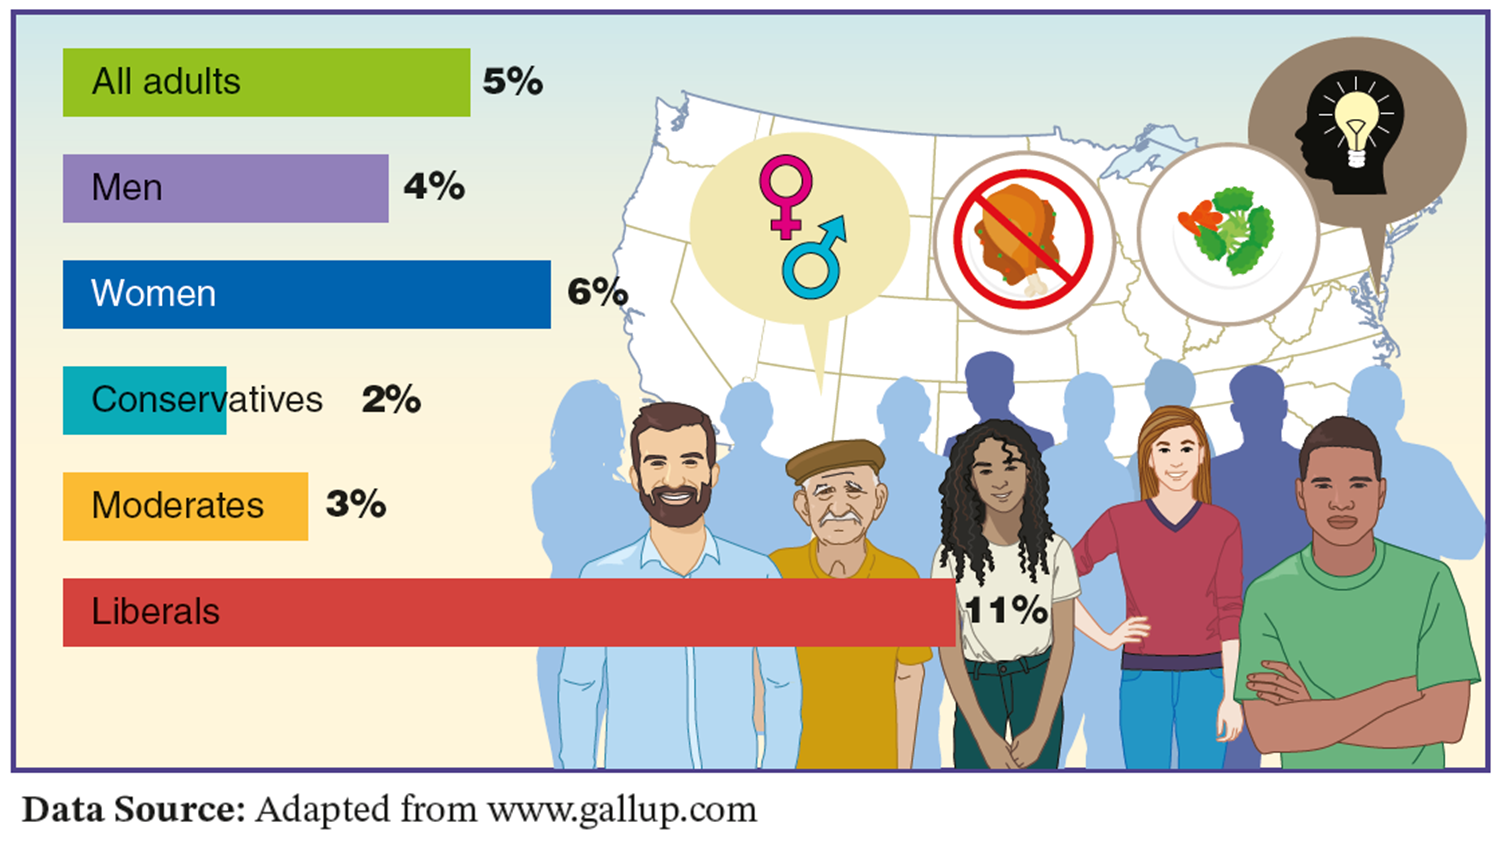 All adults 5%
Men 4%
Women 6%
Conservatives 2%
Moderates 3%
Liberals 11%
Data Source: Adapted from www.gallup.com